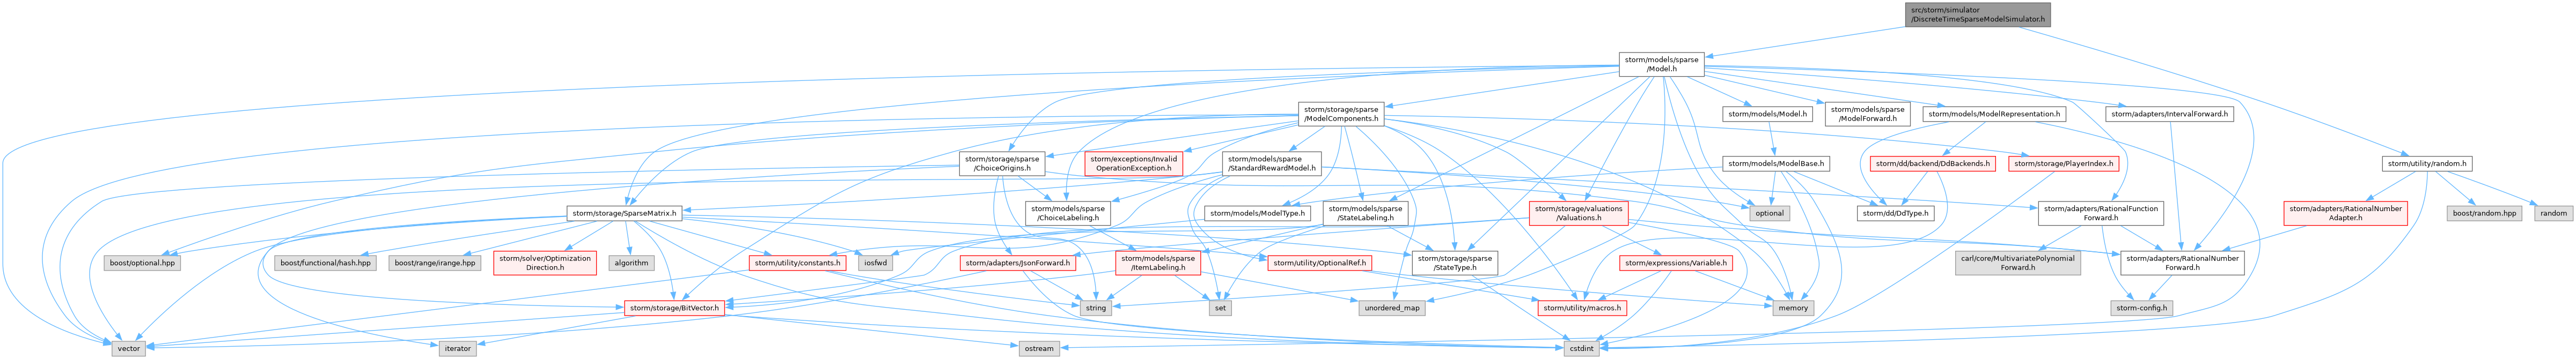 src/storm/simulator
/DiscreteTimeSparseModelSimulator.h
storm/models/sparse
/Model.h
storm/storage/sparse
/ModelComponents.h
storm/models/Model.h
storm/models/sparse
/ModelForward.h
storm/models/ModelRepresentation.h
storm/adapters/IntervalForward.h
storm/storage/sparse
/ChoiceOrigins.h
storm/exceptions/Invalid
OperationException.h
storm/models/sparse
/StandardRewardModel.h
storm/models/ModelBase.h
storm/dd/backend/DdBackends.h
storm/storage/PlayerIndex.h
storm/utility/random.h
storm/storage/SparseMatrix.h
storm/models/sparse
/ChoiceLabeling.h
storm/models/ModelType.h
storm/models/sparse
/StateLabeling.h
storm/storage/valuations
/Valuations.h
optional
storm/dd/DdType.h
storm/adapters/RationalFunction
Forward.h
storm/adapters/RationalNumber
Adapter.h
boost/random.hpp
random
boost/optional.hpp
boost/functional/hash.hpp
boost/range/irange.hpp
storm/solver/Optimization
Direction.h
algorithm
storm/utility/constants.h
iosfwd
storm/adapters/JsonForward.h
storm/models/sparse
/ItemLabeling.h
storm/utility/OptionalRef.h
storm/storage/sparse
/StateType.h
storm/expressions/Variable.h
carl/core/MultivariatePolynomial
Forward.h
storm/adapters/RationalNumber
Forward.h
storm/storage/BitVector.h
string
set
unordered_map
storm/utility/macros.h
memory
storm-config.h
vector
iterator
ostream
cstdint